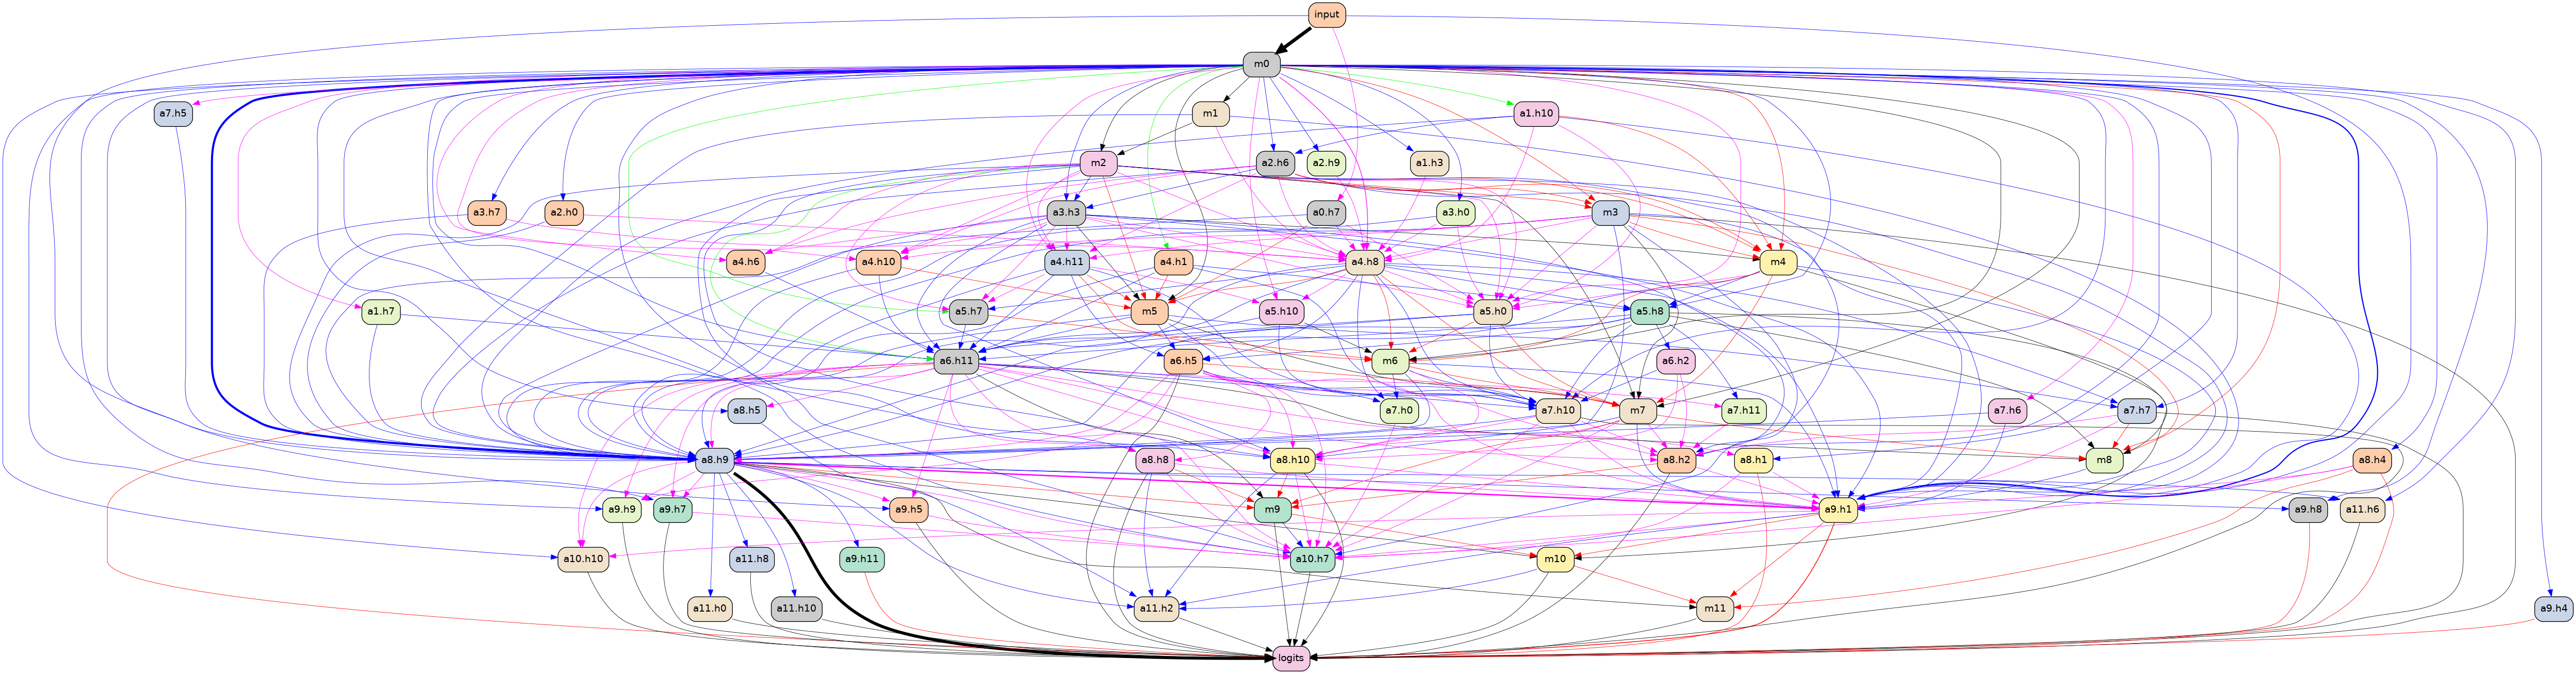 input
m0
a7.h5 m1 a1.h10
m2 a2.h6 a2.h9 a1.h3
a3.h7 a2.h0 a3.h3 a0.h7 a3.h0 m3
a4.h6 a4.h10 a4.h11 a4.h1 a4.h8 m4
a1.h7 a5.h7 m5 a5.h10 a5.h0 a5.h8
a6.h11 a6.h5 m6 a6.h2
a8.h5 a7.h0 a7.h10 m7 a7.h11 a7.h6 a7.h7
a8.h9 a8.h8 a8.h10 a8.h2 a8.h1 m8 a8.h4
a9.h9 a9.h7 a9.h5 m9 a9.h1 a9.h8 a11.h6
a10.h10 a11.h8 a9.h11 a10.h7 m10
a11.h0 a11.h10 a11.h2 m11 a9.h4
logits